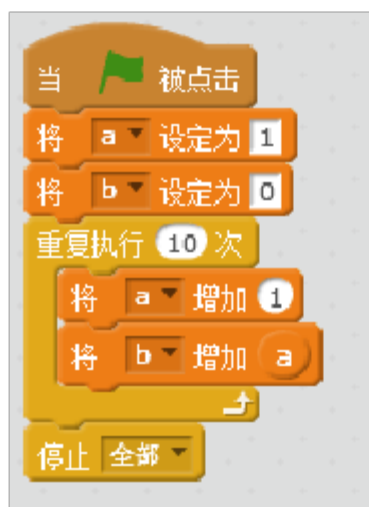 当 被点击
将 a 设定为 1
将 b 设定为 0
重复执行 10 次
将 a 增加 1
将 b 增加 a
停止 全部